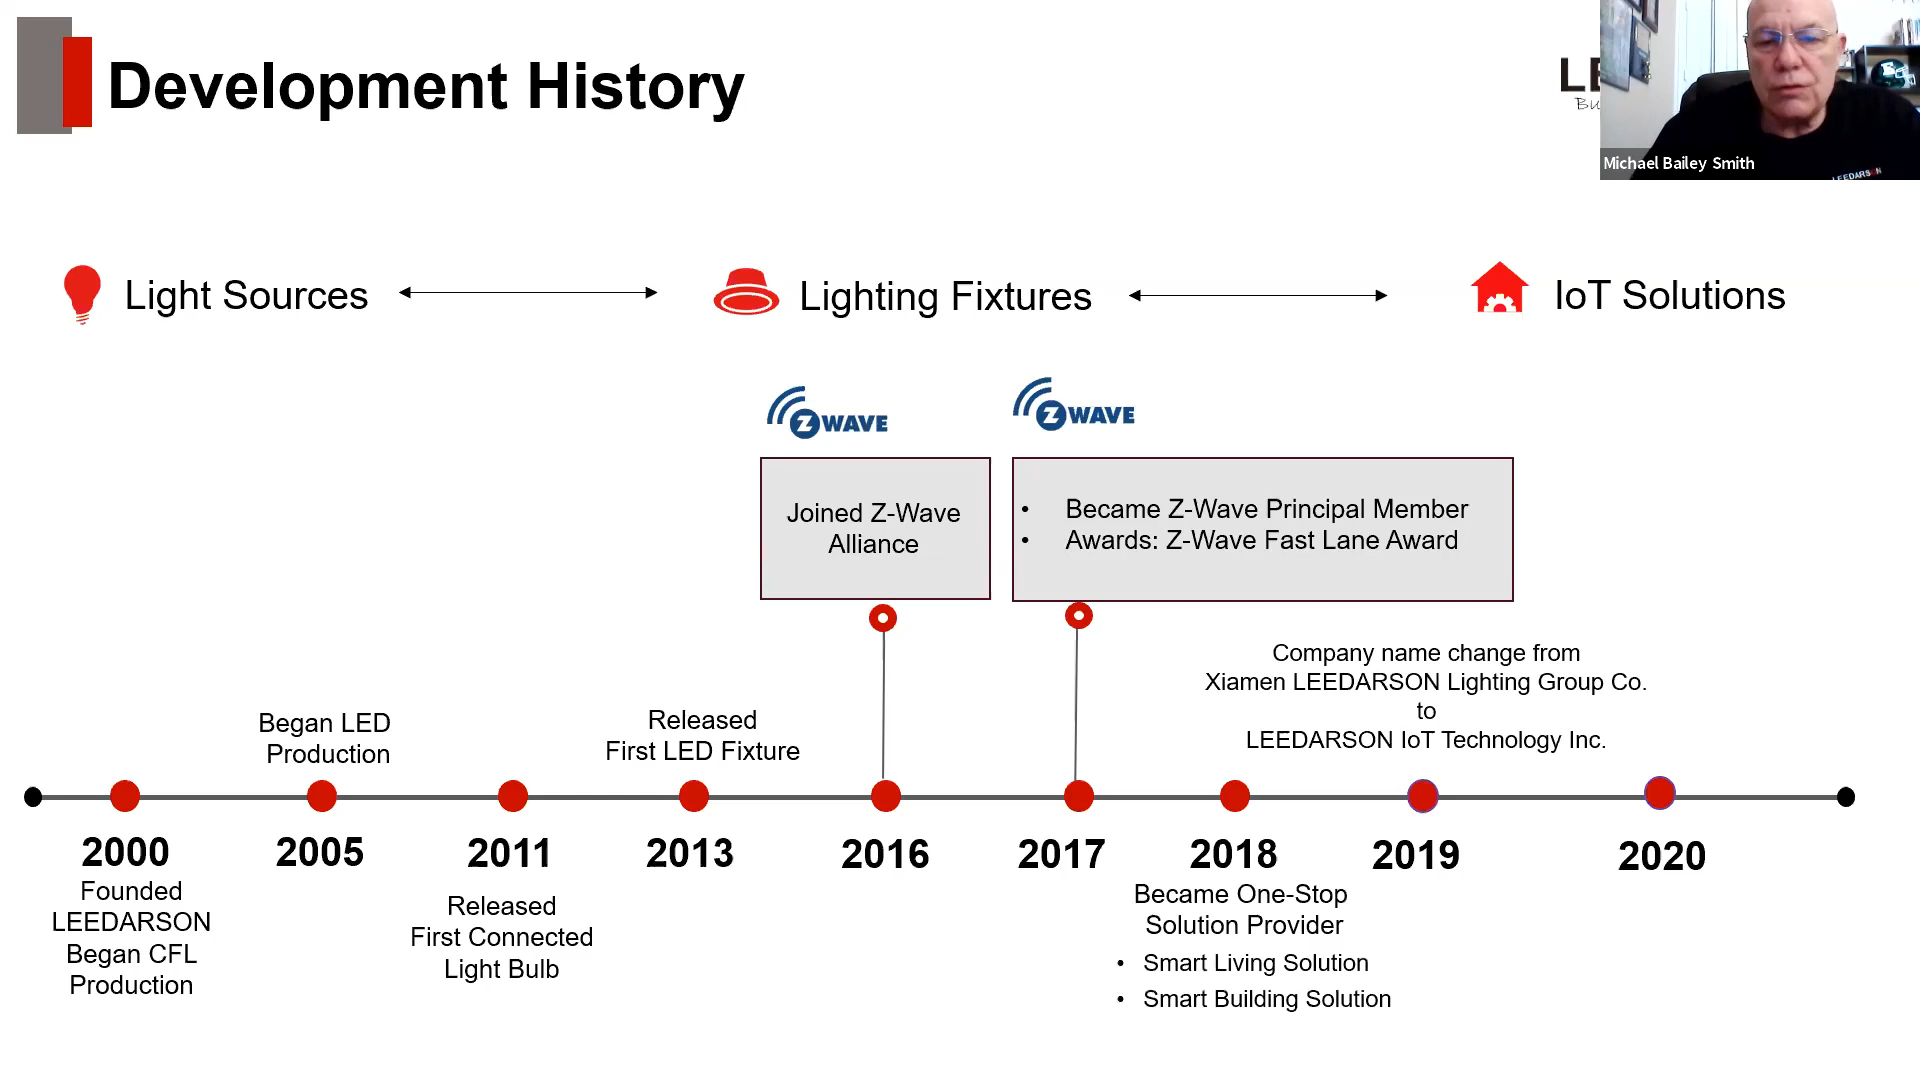 Development History
Michael Bailey Smith
LEEDARSON
Light Sources
Lighting Fixtures
IoT Solutions
Z WAVE
Z WAVE
Joined Z-Wave
Alliance
• Became Z-Wave Principal Member
• Awards: Z-Wave Fast Lane Award
Company name change from
Xiamen LEEDARSON Lighting Group Co.
to
LEEDARSON IoT Technology Inc.
Began LED
Production
Released
First LED Fixture
2000
2005
2011
2013
2016
2017
2018
2019
2020
Founded
LEEDARSON
Began CFL
Production
Released
First Connected
Light Bulb
Became One-Stop
Solution Provider
• Smart Living Solution
• Smart Building Solution